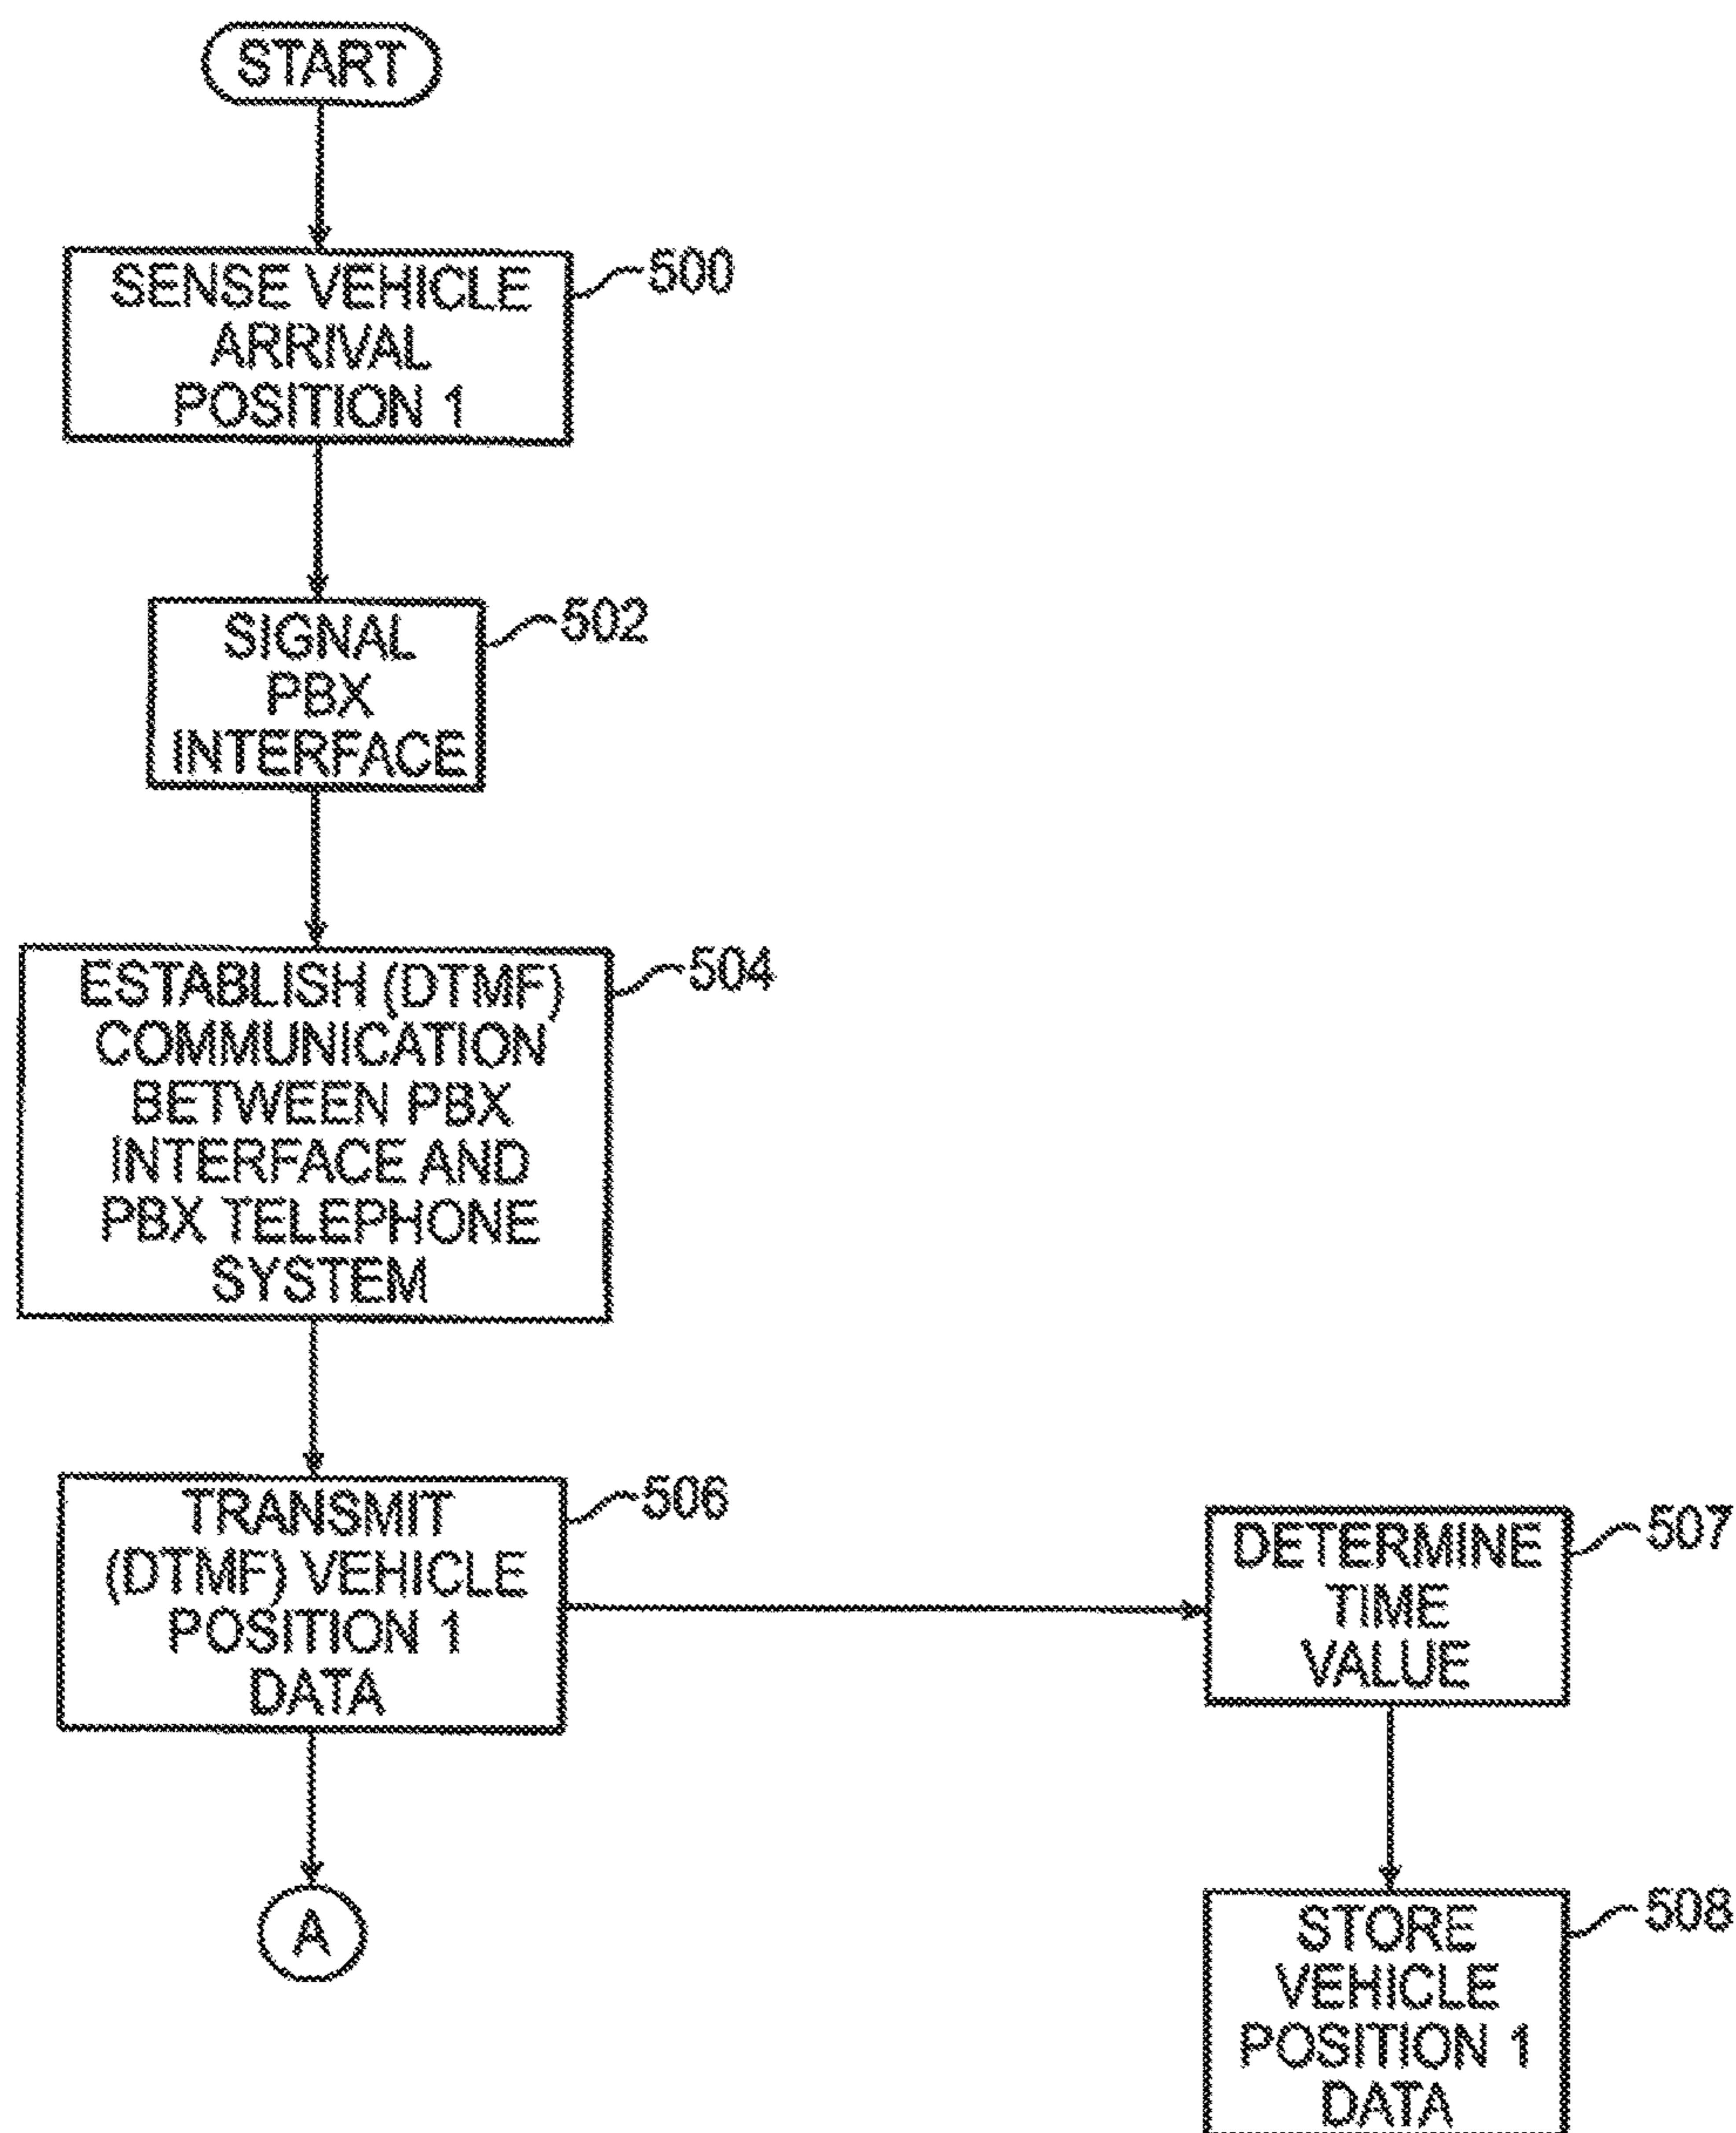 START
SENSE VEHICLE
ARRIVAL
POSITION 1
500
SIGNAL
PBX
INTERFACE
502
ESTABLISH (DTMF)
COMMUNICATION
BETWEEN PBX
INTERFACE AND
PBX TELEPHONE
SYSTEM
504
TRANSMIT
(DTMF) VEHICLE
POSITION 1
DATA
506
DETERMINE
TIME
VALUE
507
A
STORE
VEHICLE
POSITION 1
DATA
508